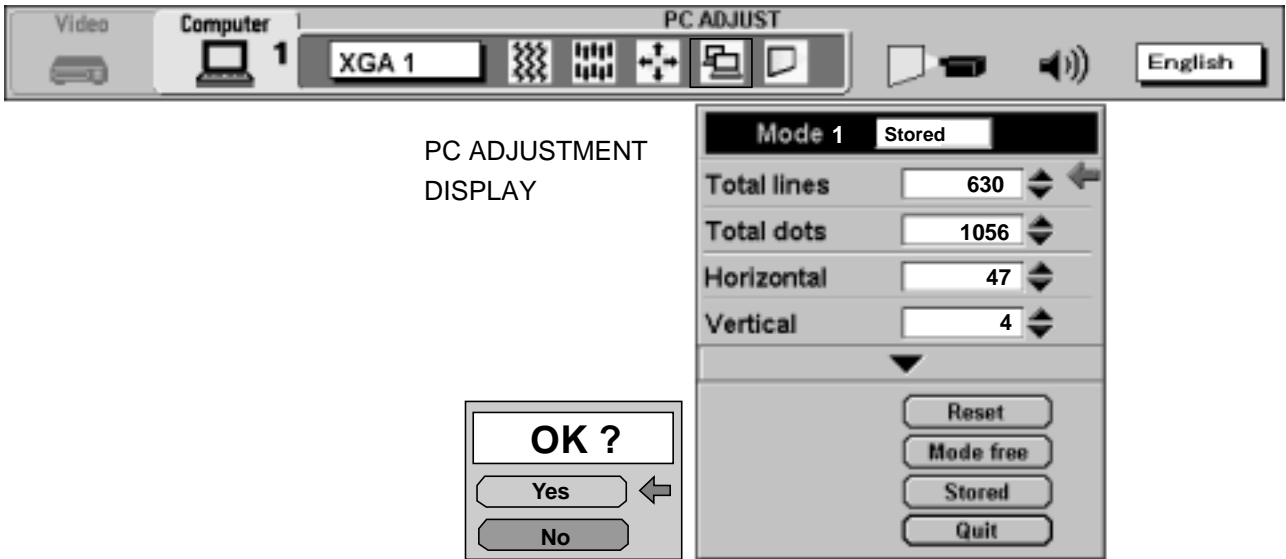 PC ADJUST
Video
Computer
1
XGA 1
English
PC ADJUSTMENT
DISPLAY
Mode 1 Stored
Total lines 630
Total dots 1056
Horizontal 47
Vertical 4
Reset
Mode free
Stored
Quit
OK ?
Yes
No